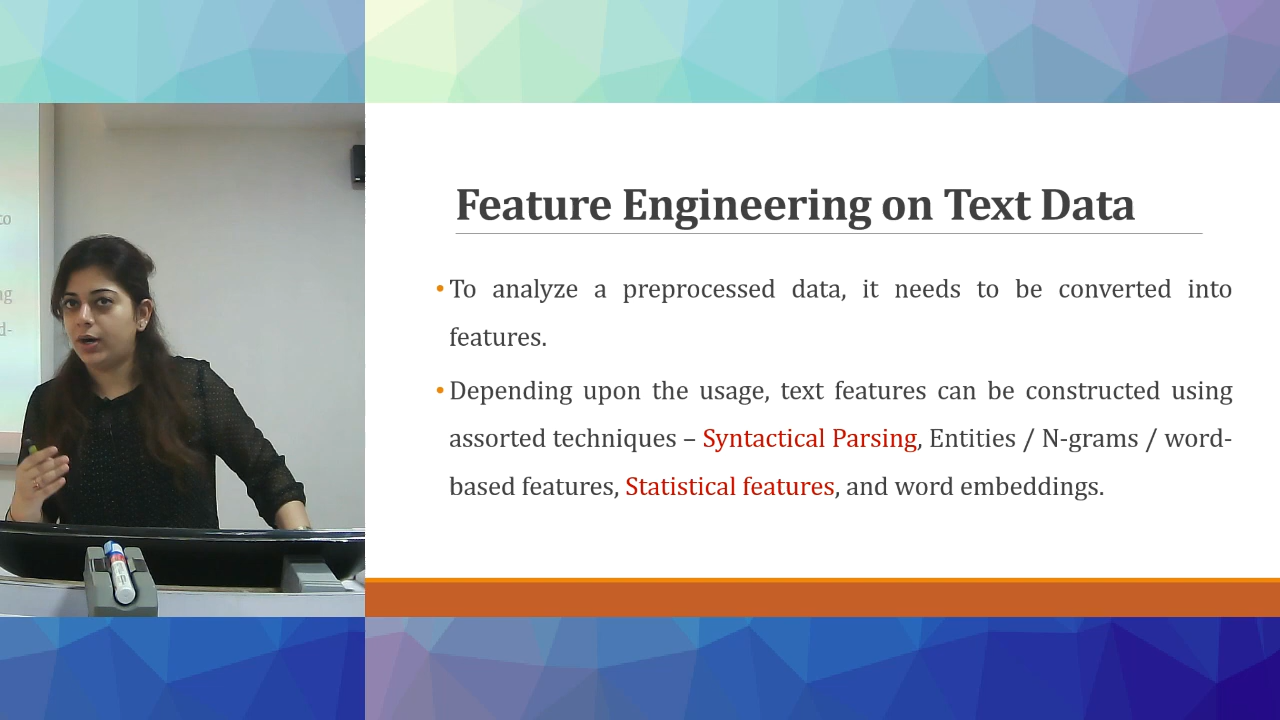 Feature Engineering on Text Data
• To analyze a preprocessed data, it needs to be converted into
features.
• Depending upon the usage, text features can be constructed using
assorted techniques – Syntactical Parsing, Entities / N-grams / word-
based features, Statistical features, and word embeddings.
to
ng
d-